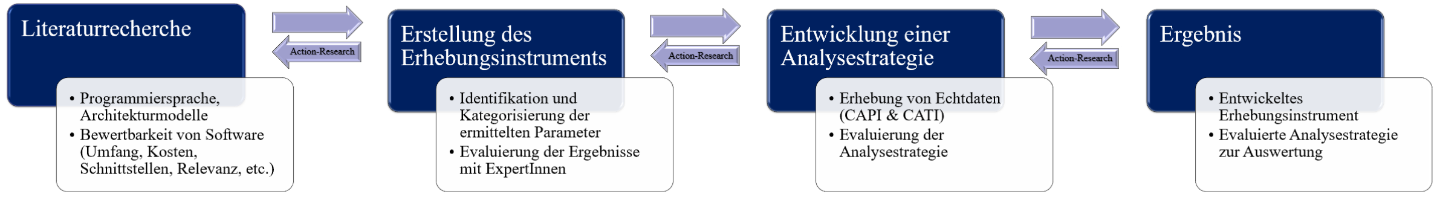 Literaturrecherche
• Programmiersprache,
Architekturmodelle
• Bewertbarkeit von Software
(Umfang, Kosten,
Schnittstellen, Relevanz, etc.)
Action-Research
Erstellung des
Erhebungsinstruments
• Identifikation und
Kategorisierung der
ermittelten Parameter
• Evaluierung der Ergebnisse
mit ExpertInnen
Action-Research
Entwicklung einer
Analysestrategie
• Erhebung von Echtdaten
(CAPI & CATI)
• Evaluierung der
Analysestrategie
Action-Research
Ergebnis
• Entwickeltes
Erhebungsinstrument
• Evaluierte Analysestrategie
zur Auswertung